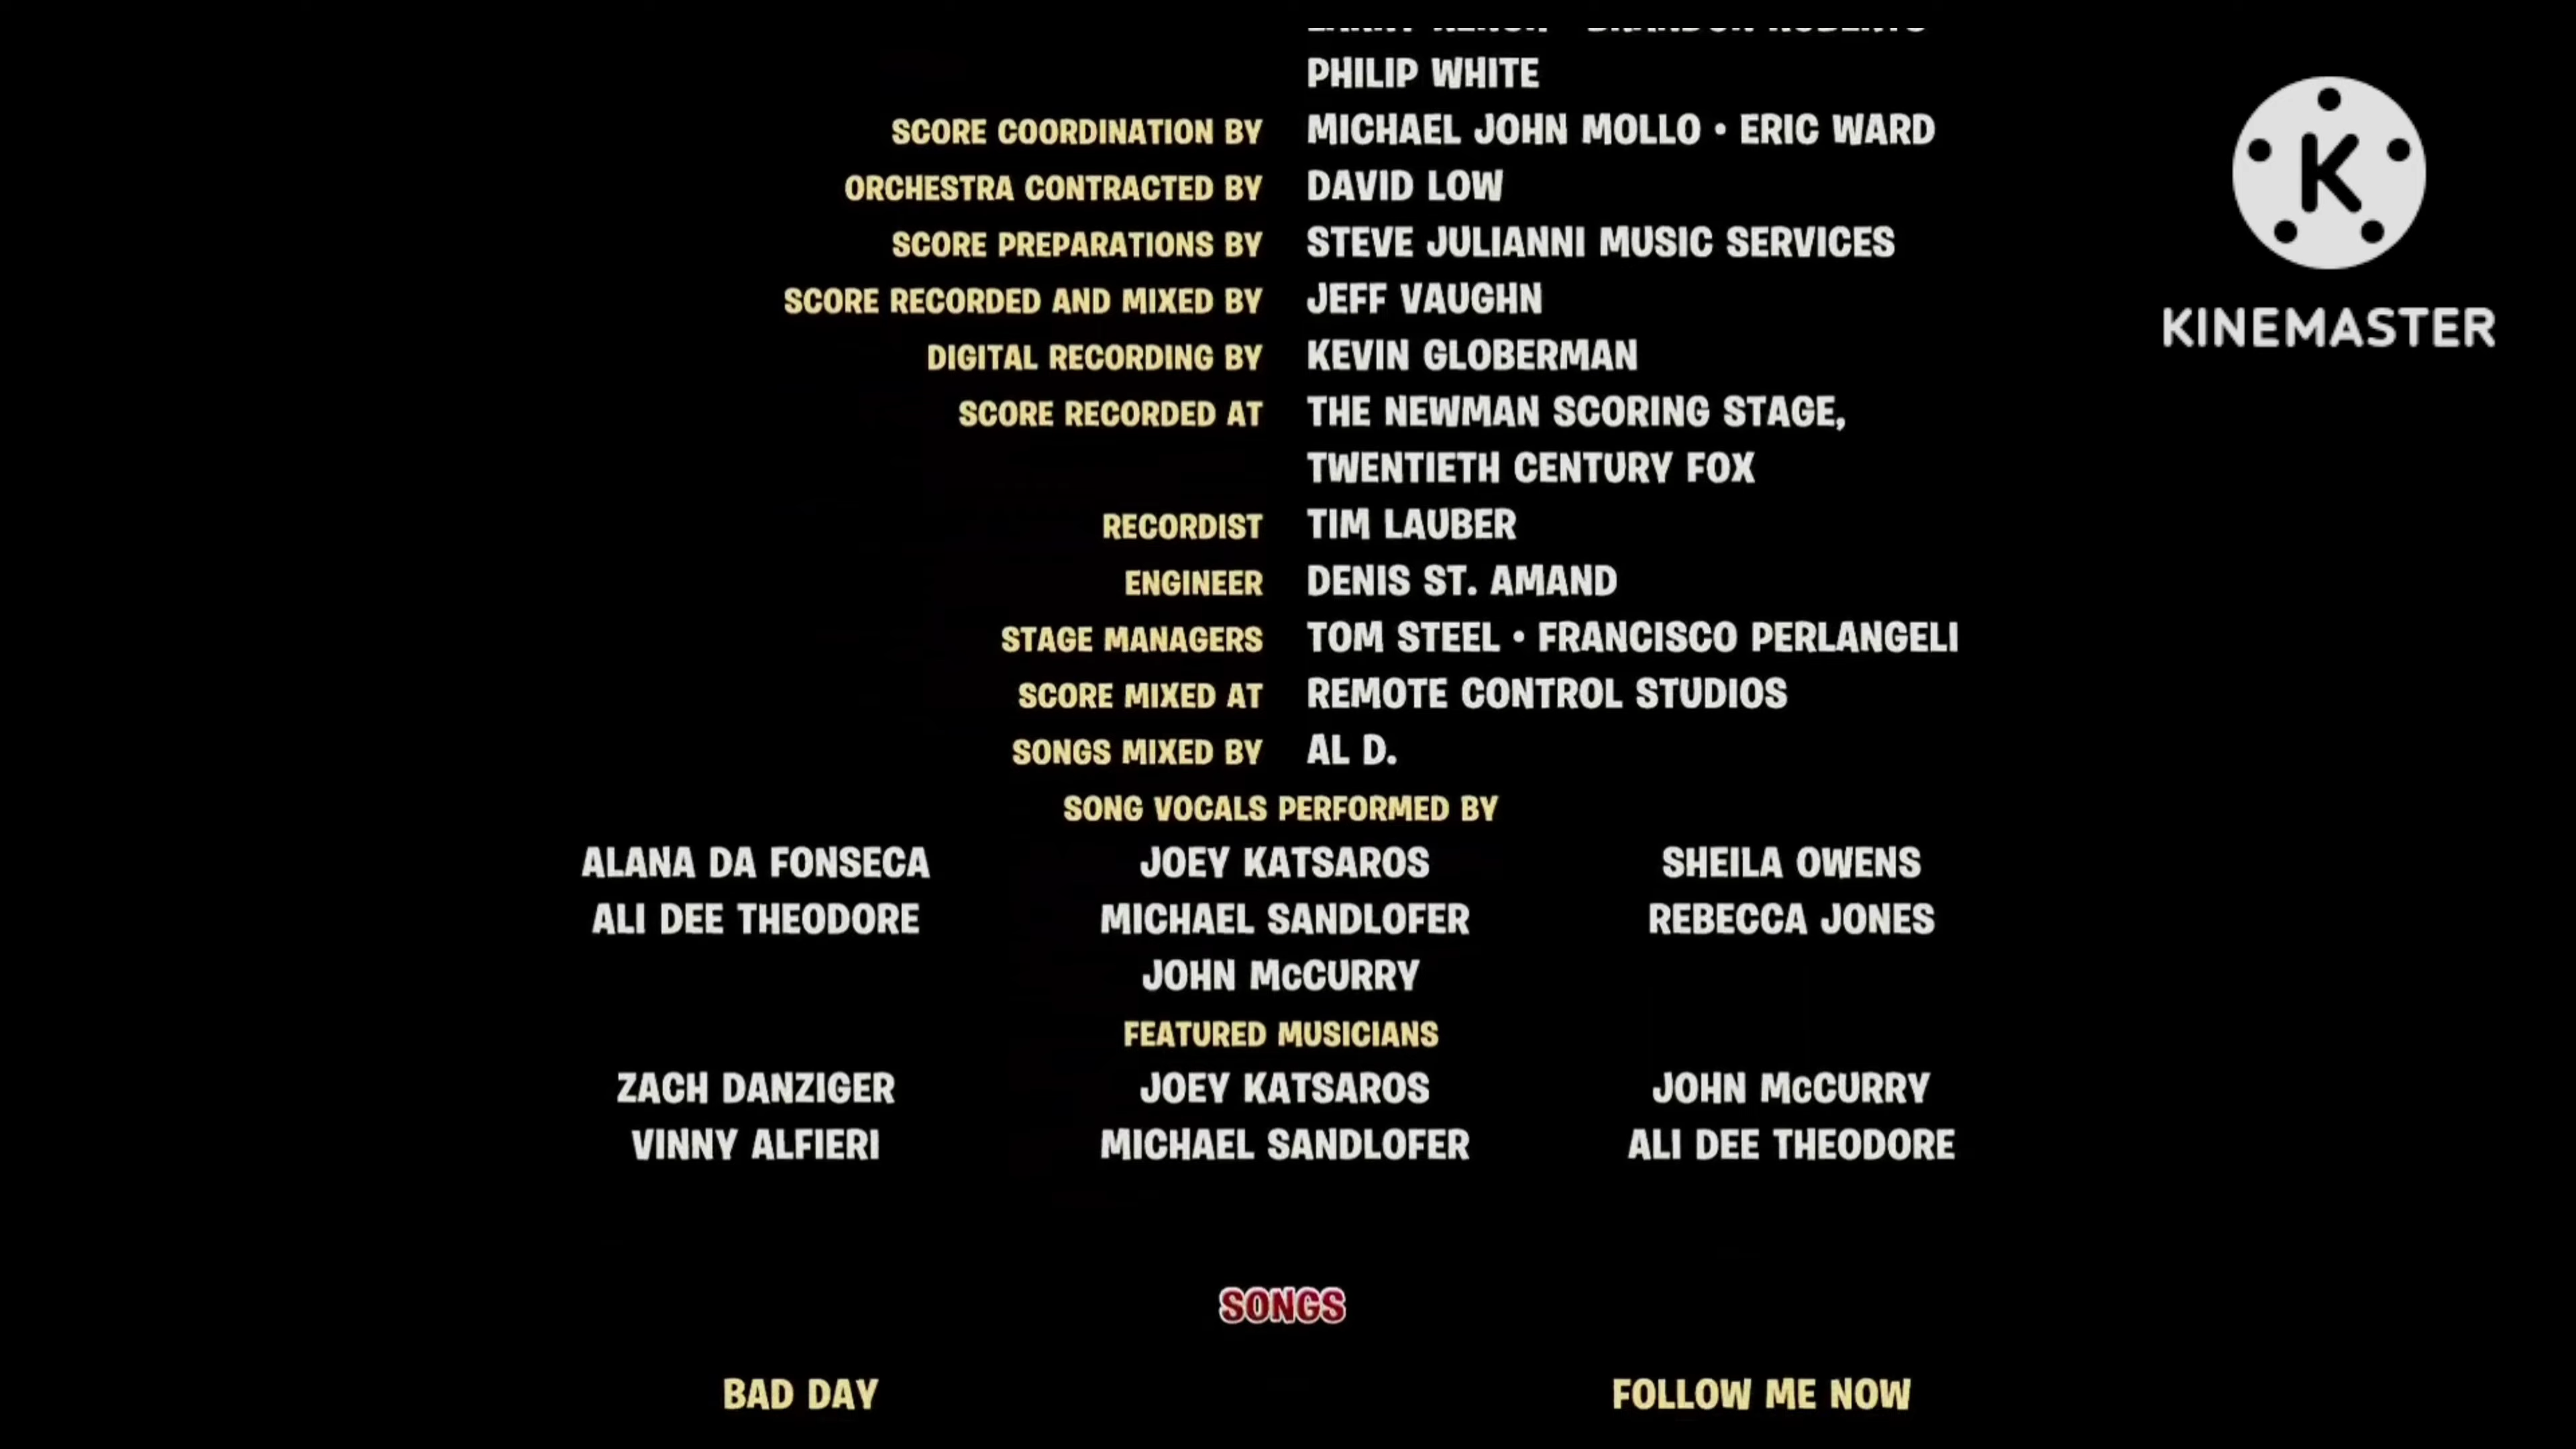 PHILIP WHITE
SCORE COORDINATION BY MICHAEL JOHN MOLLO • ERIC WARD
ORCHESTRA CONTRACTED BY DAVID LOW
SCORE PREPARATIONS BY STEVE JULIANNI MUSIC SERVICES
SCORE RECORDED AND MIXED BY JEFF VAUGHN
DIGITAL RECORDING BY KEVIN GLOBERMAN
SCORE RECORDED AT THE NEWMAN SCORING STAGE,
TWENTIETH CENTURY FOX
RECORDIST TIM LAUBER
ENGINEER DENIS ST. AMAND
STAGE MANAGERS TOM STEEL • FRANCISCO PERLANGELI
SCORE MIXED AT REMOTE CONTROL STUDIOS
SONGS MIXED BY AL D.
SONG VOCALS PERFORMED BY
ALANA DA FONSECA JOEY KATSAROS SHEILA OWENS
ALI DEE THEODORE MICHAEL SANDLOFER REBECCA JONES
JOHN McCURRY
FEATURED MUSICIANS
ZACH DANZIGER JOEY KATSAROS JOHN McCURRY
VINNY ALFIERI MICHAEL SANDLOFER ALI DEE THEODORE
SONGS
BAD DAY FOLLOW ME NOW
K
KINEMASTER